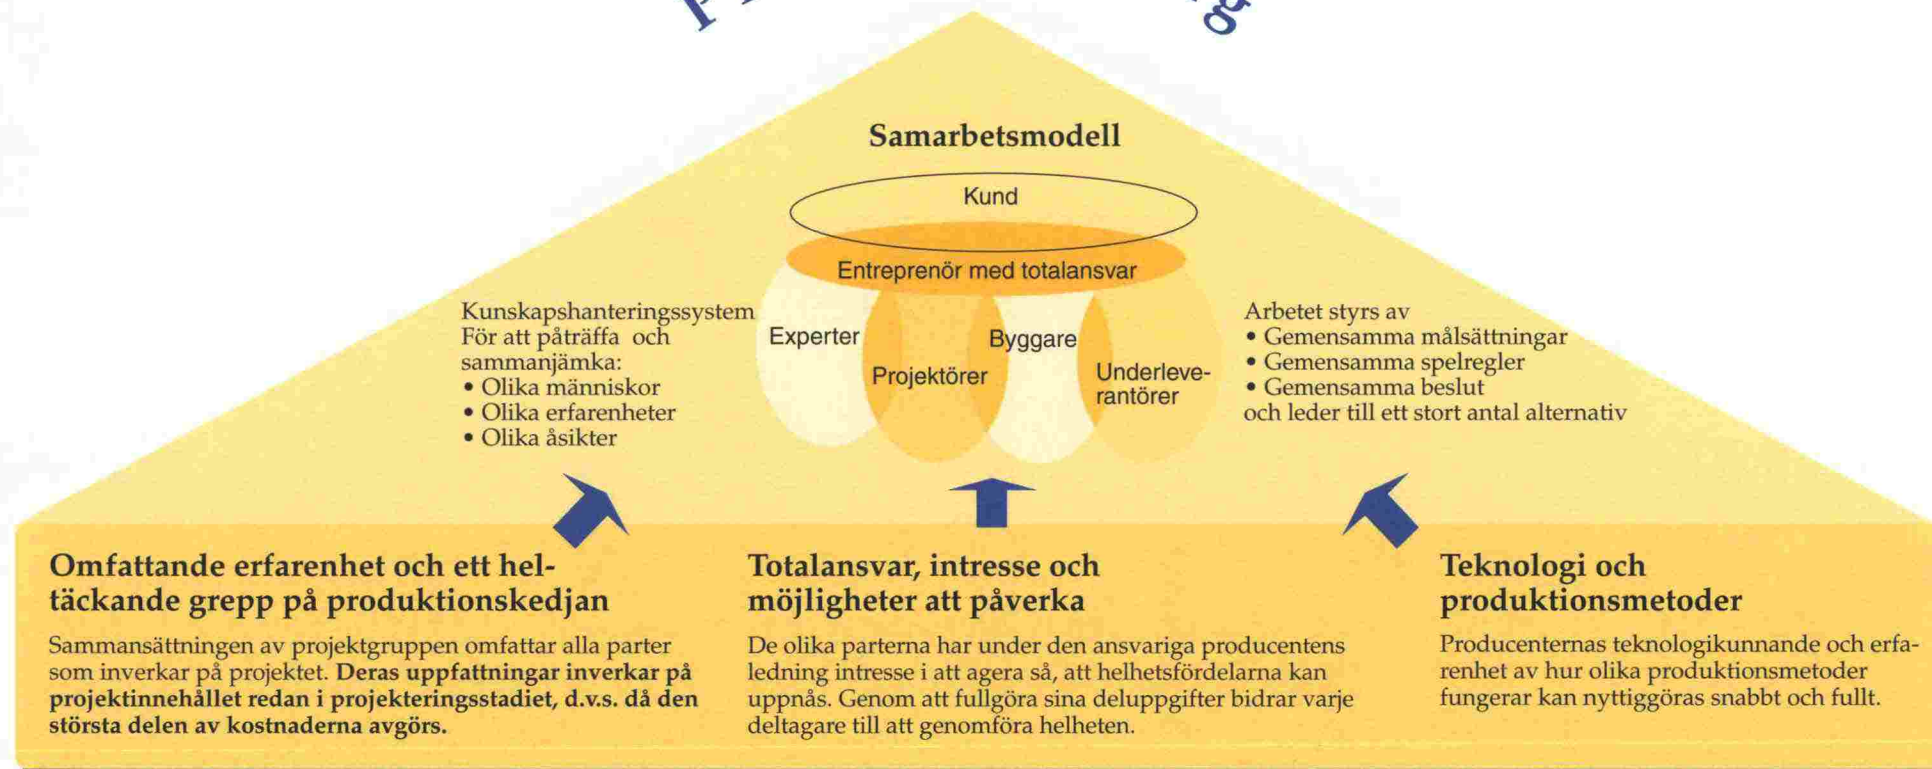 Samarbetsmodell
Kund
Entreprenör med totalansvar
Experter
Projektörer
Byggare
Underleve-
rantörer
Kunskapshanteringssystem
För att påträffa och
sammanjämka:
• Olika människor
• Olika erfarenheter
• Olika åsikter
Arbetet styrs av
• Gemensamma målsättningar
• Gemensamma spelregler
• Gemensamma beslut
och leder till ett stort antal alternativ
Omfattande erfarenhet och ett hel-
täckande grepp på produktionskedjan
Sammansättningen av projektgruppen omfattar alla parter
som inverkar på projektet. Deras uppfattningar inverkar på
projektinnehållet redan i projekteringsstadiet, d.v.s. då den
största delen av kostnaderna avgörs.
Totalansvar, intresse och
möjligheter att påverka
De olika parterna har under den ansvariga producentens
ledning intresse i att agera så, att helhetsfördelarna kan
uppnås. Genom att fullgöra sina deluppgifter bidrar varje
deltagare till att genomföra helheten.
Teknologi och
produktionsmetoder
Producenternas teknologikunnande och erfa-
renhet av hur olika produktionsmetoder
fungerar kan nyttiggöras snabbt och fullt.